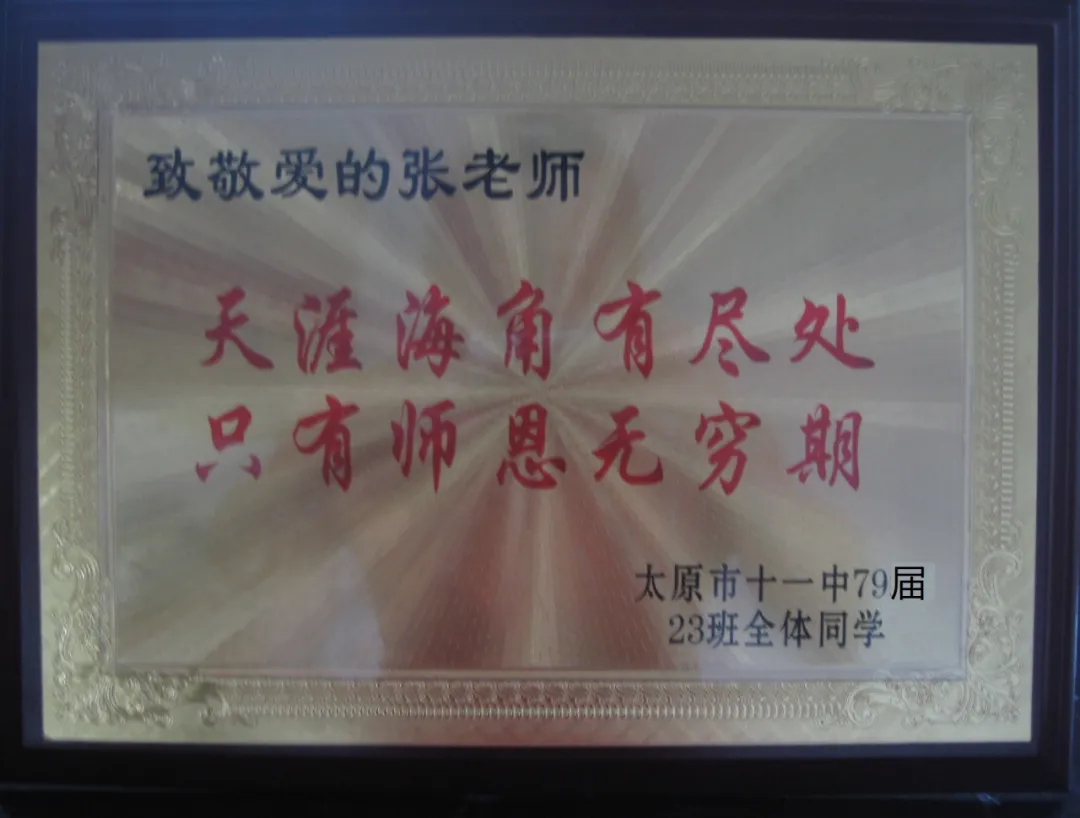 致敬爱的张老师
天涯海角有尽处
只有师恩无穷期
太原市十一中79届
23班全体同学